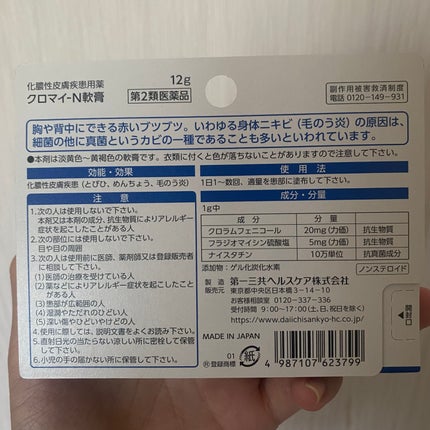 化膿性皮膚疾患用薬
クロマイ-N軟膏
12g
第2類医薬品
副作用被害救済制度
電話 0120-149-931
胸や背中にできる赤いブツブツ。いわゆる身体ニキビ（毛のう炎）の原因は、
細菌の他に真菌というカビの一種であることも多いといわれています。
●本剤は淡黄色～黄褐色の軟膏です。衣類に付くと色が落ちないことがありますので注意して下さい。
効能・効果
化膿性皮膚疾患（とびひ、めんちょう、毛のう炎）
注意
1.次の人は使用しないで下さい。
本剤又は本剤の成分、抗生物質によりアレルギー
症状を起こしたことがある人
2.次の部位には使用しないで下さい。
目や目の周囲
3.次の人は使用前に医師、薬剤師又は登録販売者
に相談して下さい。
(1)医師の治療を受けている人
(2)薬などによりアレルギー症状を起こしたことが
ある人
(3)患部が広範囲の人
(4)湿潤やただれのひどい人
(5)深い傷やひどいやけどの人
4.使用に際しては、説明文書をよくお読み下さい。
5.直射日光の当たらない涼しい所に密栓して保管し
て下さい。
6.小児の手の届かない所に保管して下さい。
使用法
1日1～数回、適量を患部に塗布して下さい。
成分・分量
1g中
成分 分量
クロラムフェニコール 20mg（力価） 抗生物質
フラジオマイシン硫酸塩 5mg（力価） 抗生物質
ナイスタチン 10万単位 抗真菌成分
添加物：ゲル化炭化水素
ノンステロイド
製造
販売元
第一三共ヘルスケア株式会社
東京都中央区日本橋3-14-10
お客様相談室 0120-337-336
9:00～17:00（土、日、祝日を除く）
http://www.daiichisankyo-hc.co.jp/
MADE IN JAPAN
01
Ⓡ登録商標
紙
4 987107 623799
開封口